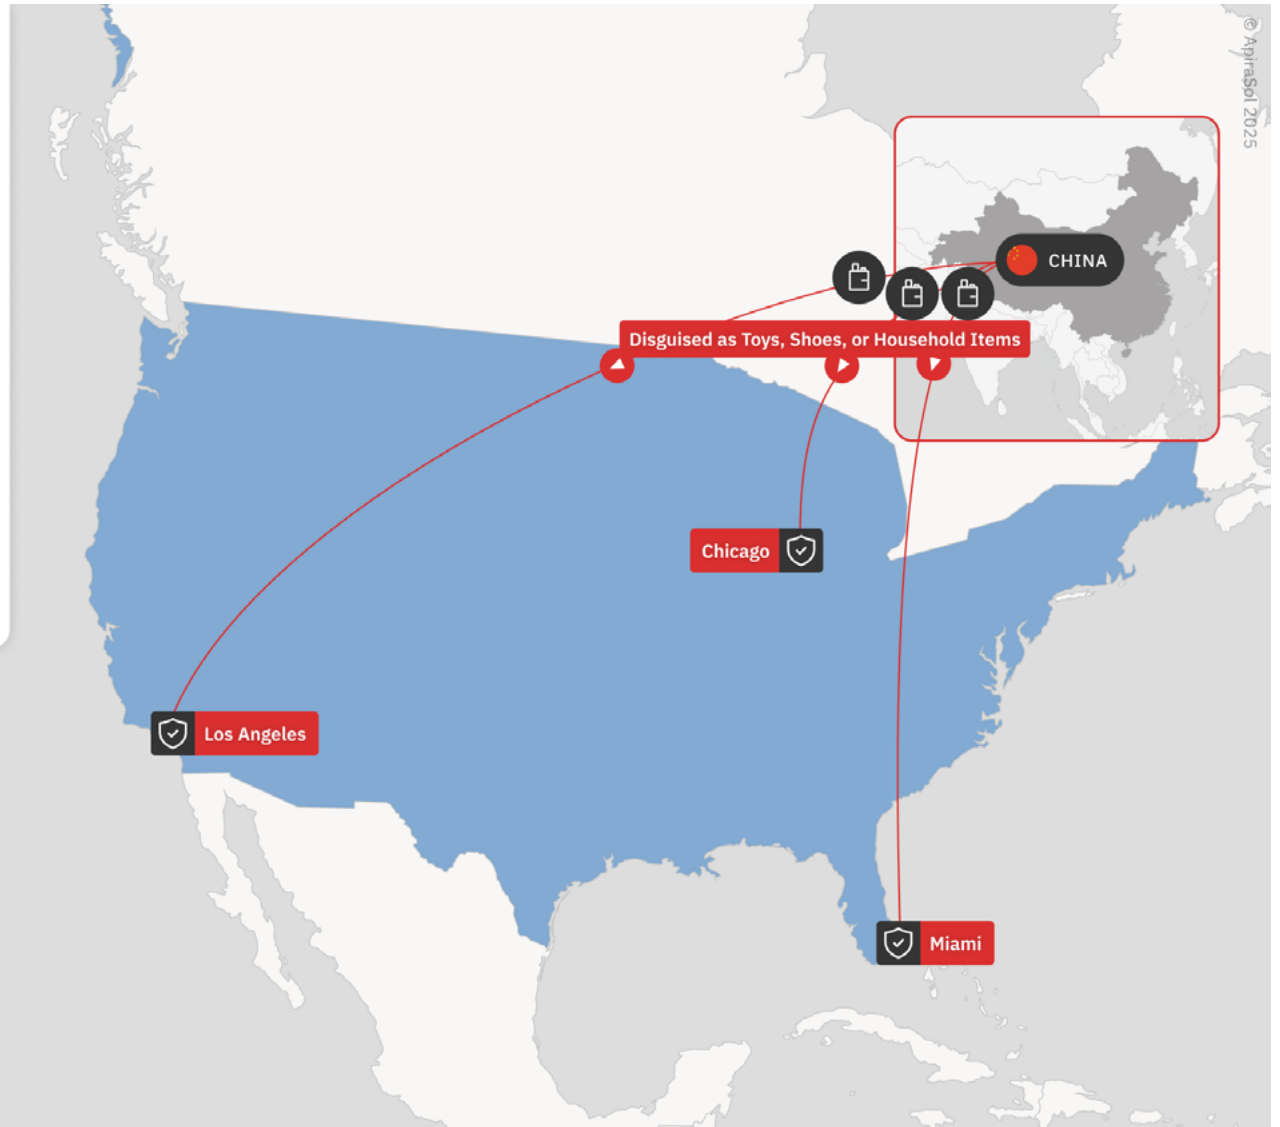 © ApiraSol 2025
CHINA
Disguised as Toys, Shoes, or Household Items
Chicago
Los Angeles
Miami